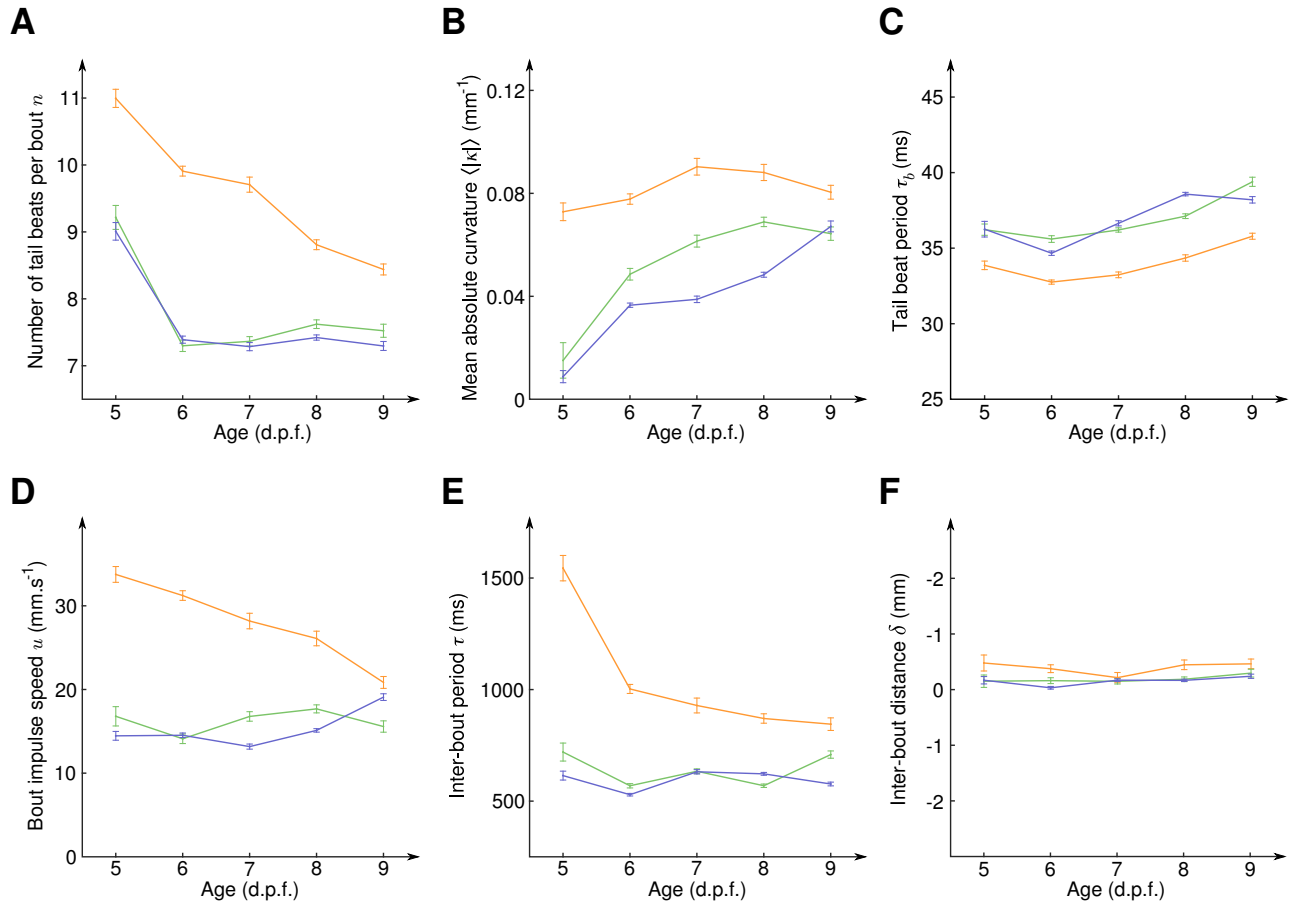 A
Number of tail beats per bout n
11
10
9
8
7
5 6 7 8 9
Age (d.p.f.)
B
Mean absolute curvature ⟨|κ|⟩ (mm⁻¹)
0.12
0.08
0.04
0
5 6 7 8 9
Age (d.p.f.)
C
Tail beat period τ_b (ms)
45
40
35
33
25
5 6 7 8 9
Age (d.p.f.)
D
Bout impulse speed u (mm.s⁻¹)
30
20
10
0
5 6 7 8 9
Age (d.p.f.)
E
Inter-bout period τ (ms)
1500
1000
500
5 6 7 8 9
Age (d.p.f.)
F
Inter-bout distance δ (mm)
-2
-1
0
-1
-2
5 6 7 8 9
Age (d.p.f.)